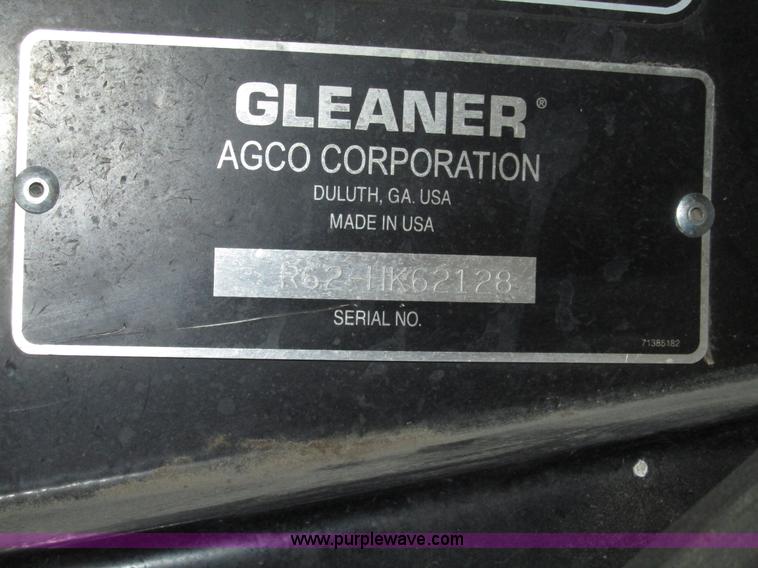 GLEANER®
AGCO CORPORATION
DULUTH, GA. USA
MADE IN USA
R62-HK62128
SERIAL NO.
71385182
www.purplewave.com